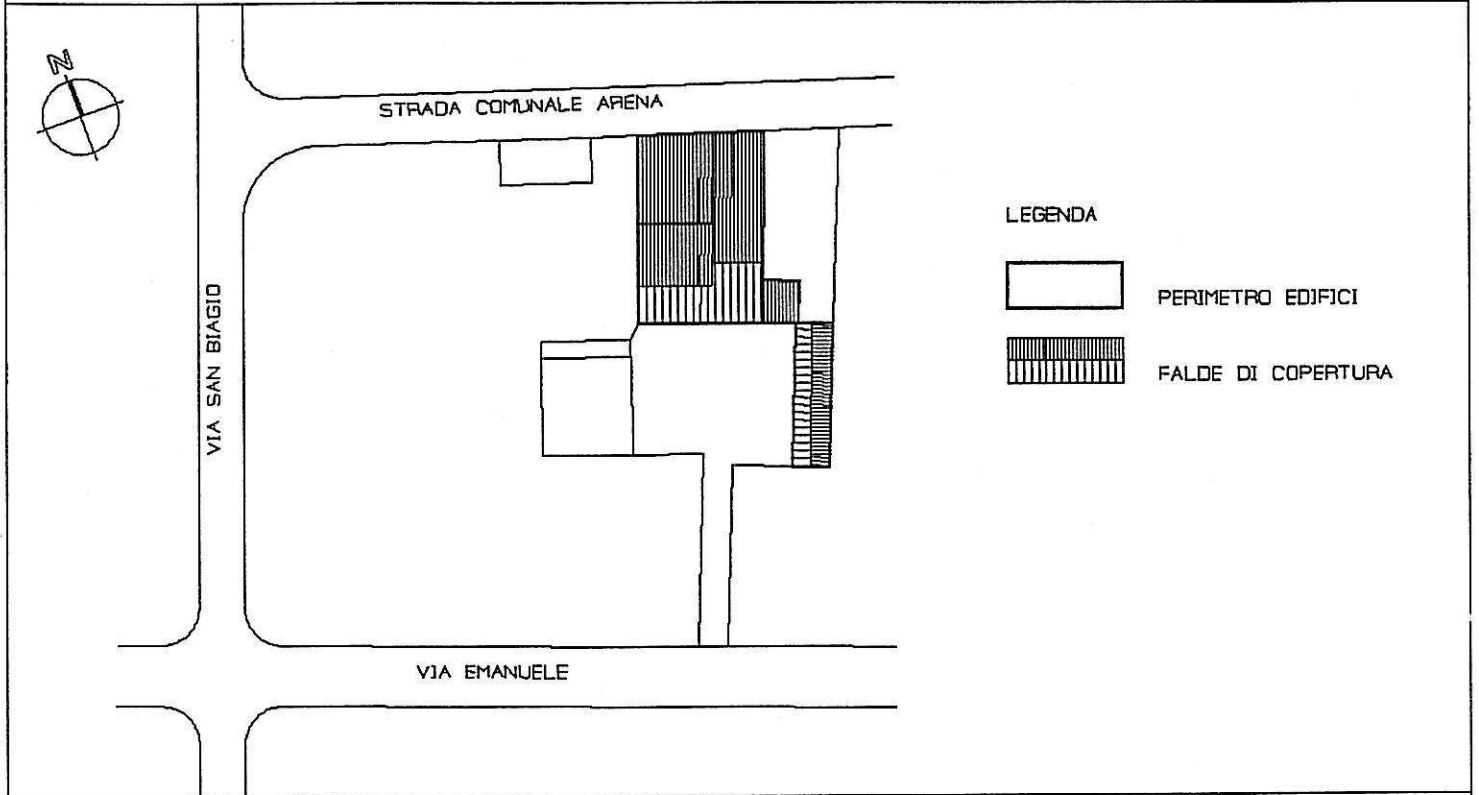 N
STRADA COMUNALE ARENA
LEGENDA
PERIMETRO EDIFICI
FALDE DI COPERTURA
VIA SAN BIAGIO
VIA EMANUELE